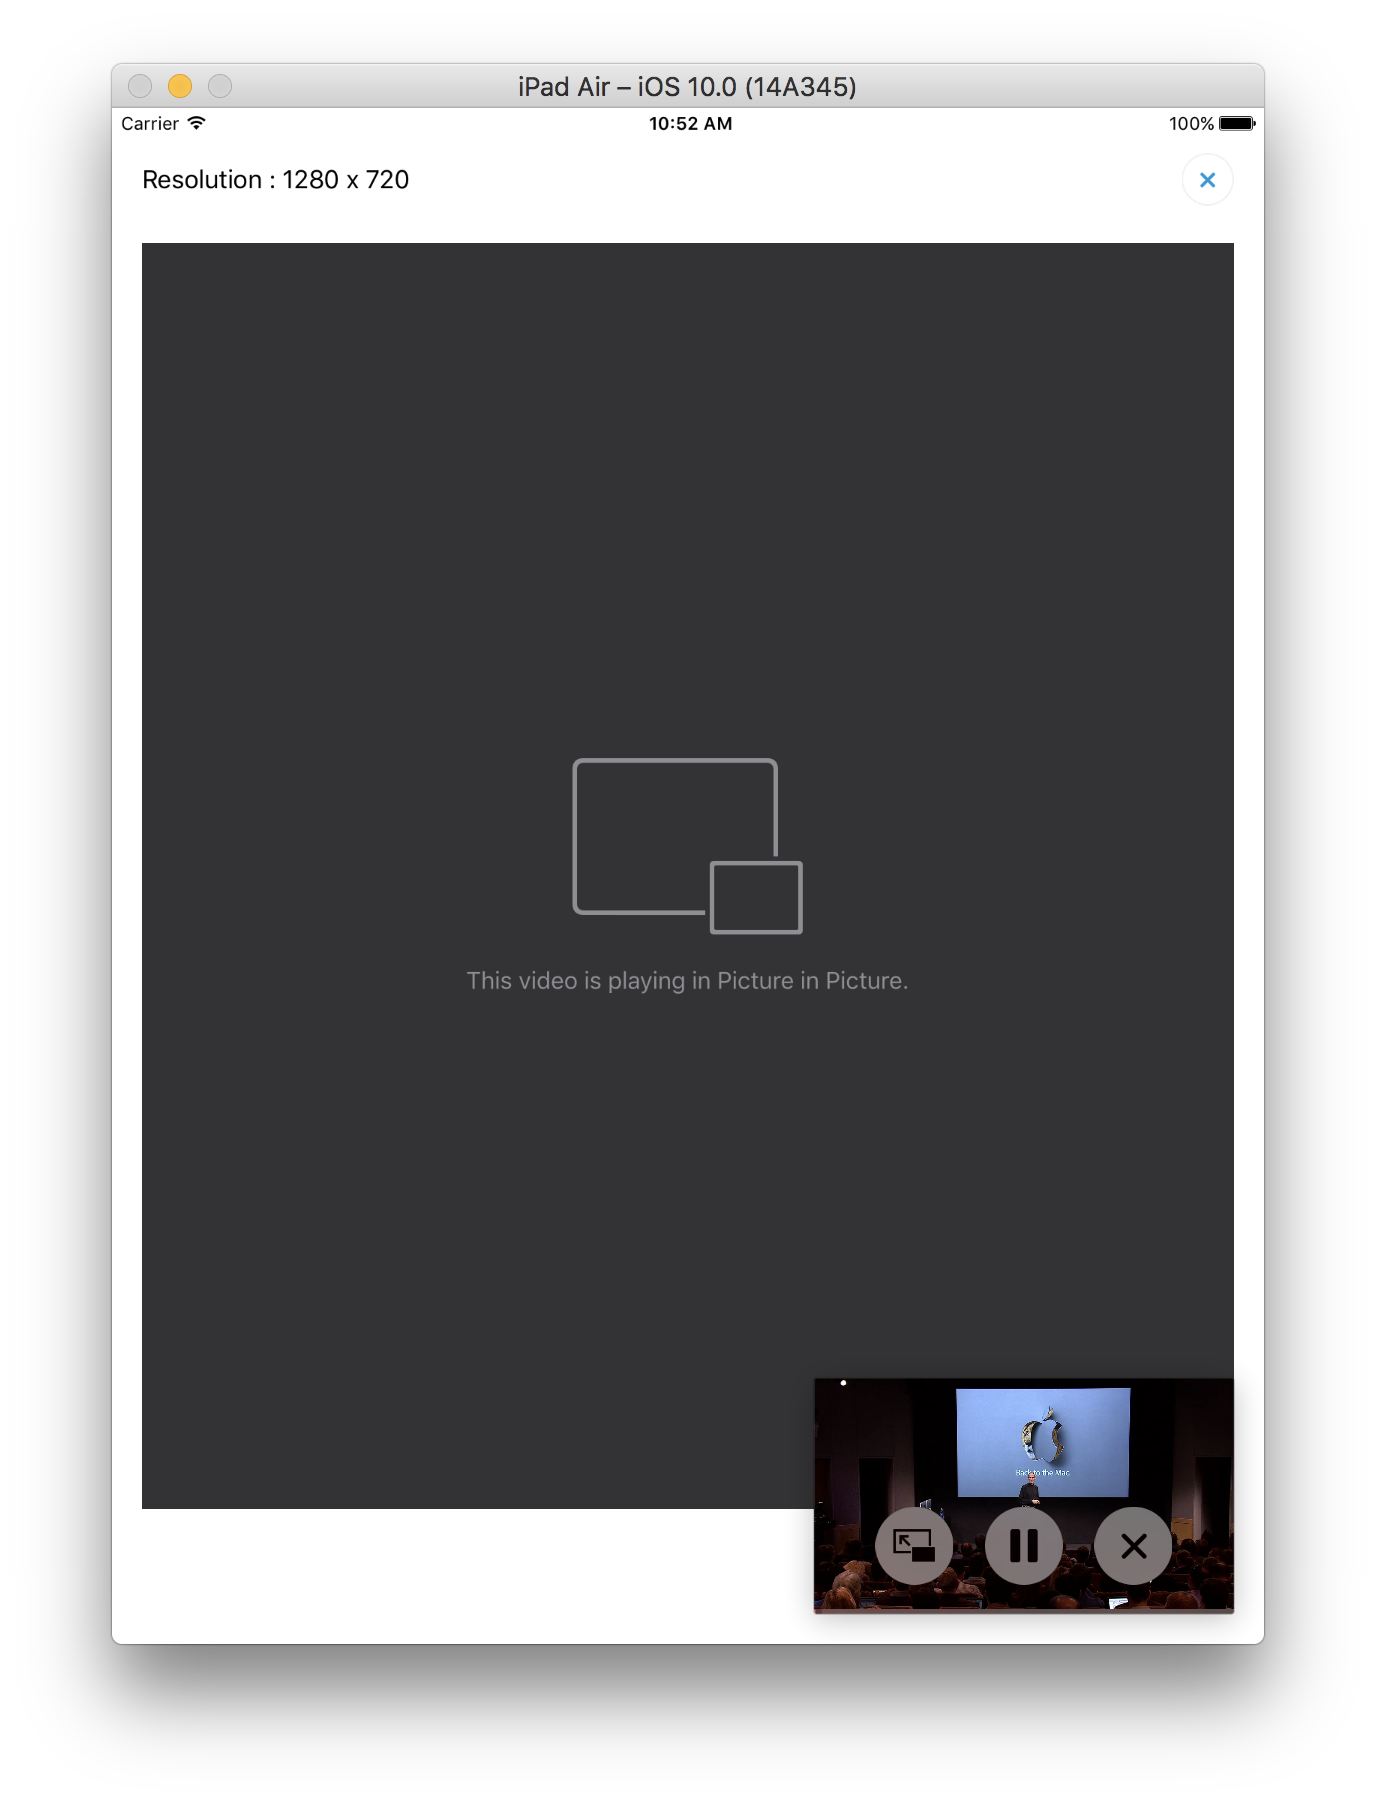 iPad Air – iOS 10.0 (14A345)
Carrier 10:52 AM 100%
Resolution : 1280 x 720
This video is playing in Picture in Picture.
Back to the Mac